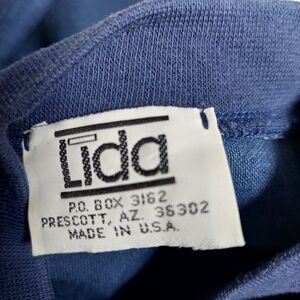 Lida
P.O. BOX 3162
PRESCOTT, AZ. 36302
MADE IN U.S.A.